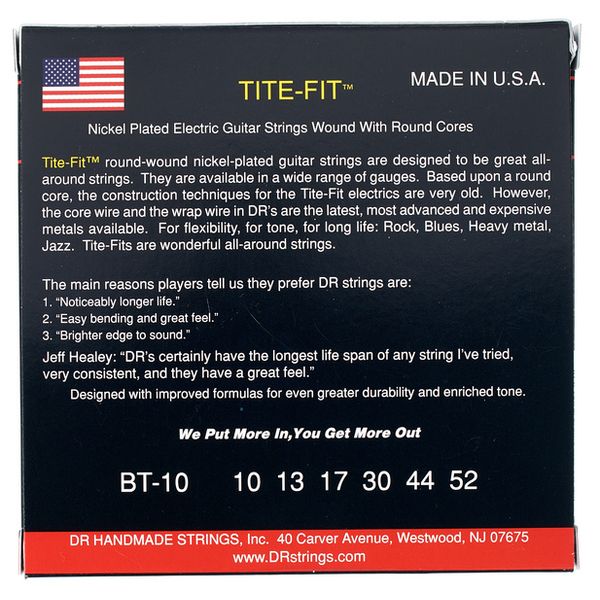 TITE-FIT™
MADE IN U.S.A.
Nickel Plated Electric Guitar Strings Wound With Round Cores
Tite-Fit™ round-wound nickel-plated guitar strings are designed to be great all-
around strings. They are available in a wide range of gauges. Based upon a round
core, the construction techniques for the Tite-Fit electrics are very old. However,
the core wire and the wrap wire in DR's are the latest, most advanced and expensive
metals available. For flexibility, for tone, for long life: Rock, Blues, Heavy metal,
Jazz. Tite-Fits are wonderful all-around strings.
The main reasons players tell us they prefer DR strings are:
1. “Noticeably longer life.”
2. “Easy bending and great feel.”
3. “Brighter edge to sound.”
Jeff Healey: “DR's certainly have the longest life span of any string I've tried,
very consistent, and they have a great feel.”
Designed with improved formulas for even greater durability and enriched tone.
We Put More In,You Get More Out
BT-10 10 13 17 30 44 52
DR HANDMADE STRINGS, Inc. 40 Carver Avenue, Westwood, NJ 07675
www.DRstrings.com